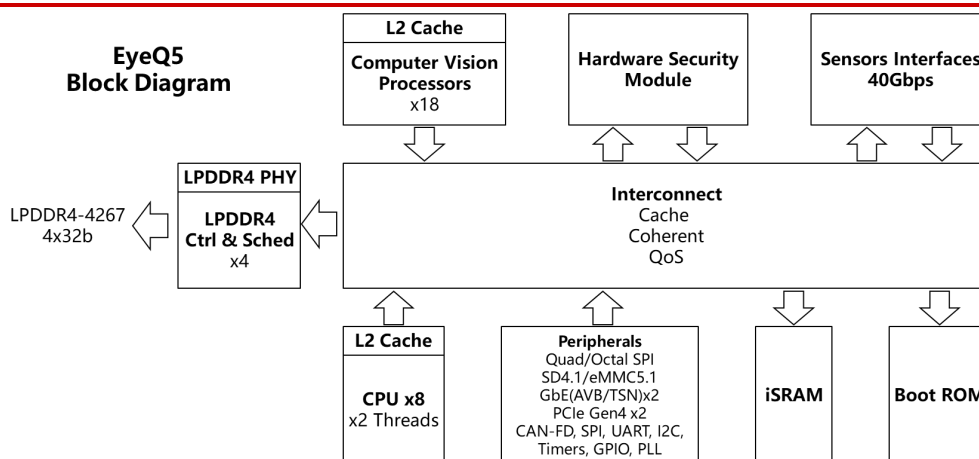 EyeQ5
Block Diagram
L2 Cache
Computer Vision
Processors
x18
Hardware Security
Module
Sensors Interfaces
40Gbps
LPDDR4-4267
4x32b
LPDDR4 PHY
LPDDR4
Ctrl & Sched
x4
Interconnect
Cache
Coherent
QoS
L2 Cache
CPU x8
x2 Threads
Peripherals
Quad/Octal SPI
SD4.1/eMMC5.1
GbE(AVB/TSN)x2
PCIe Gen4 x2
CAN-FD, SPI, UART, I2C,
Timers, GPIO, PLL
iSRAM
Boot ROM